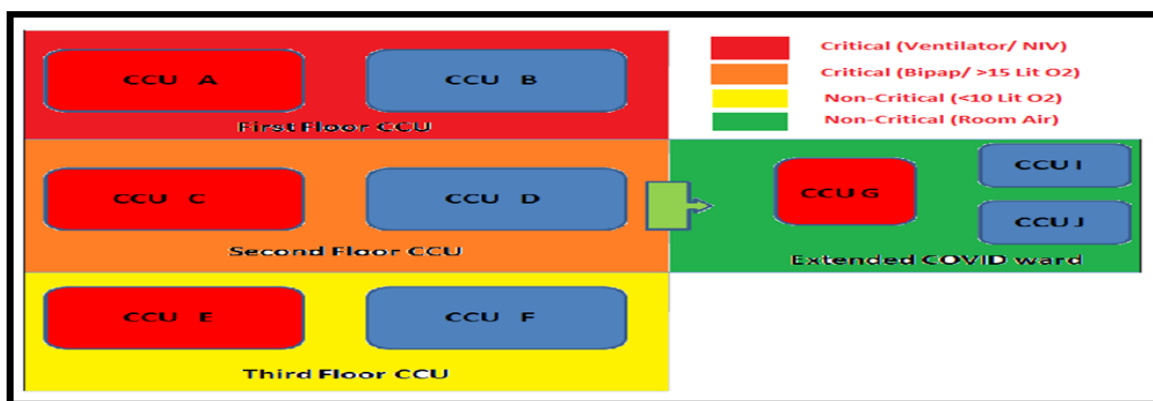 CCU A
CCU B
First Floor CCU
Critical (Ventilator/ NIV)
Critical (Bipap/ >15 Lit O2)
Non-Critical (<10 Lit O2)
Non-Critical (Room Air)
CCU C
CCU D
Second Floor CCU
CCU G
CCU I
CCU J
Extended COVID ward
CCU E
CCU F
Third Floor CCU